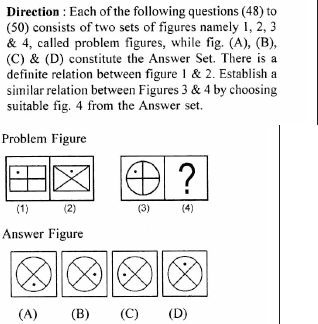 Direction : Each of the following questions (48) to
(50) consists of two sets of figures namely 1, 2, 3
& 4, called problem figures, while fig. (A), (B),
(C) & (D) constitute the Answer Set. There is a
definite relation between figure 1 & 2. Establish a
similar relation between Figures 3 & 4 by choosing
suitable fig. 4 from the Answer set.
Problem Figure
?
(1) (2) (3) (4)
Answer Figure
(A) (B) (C) (D)